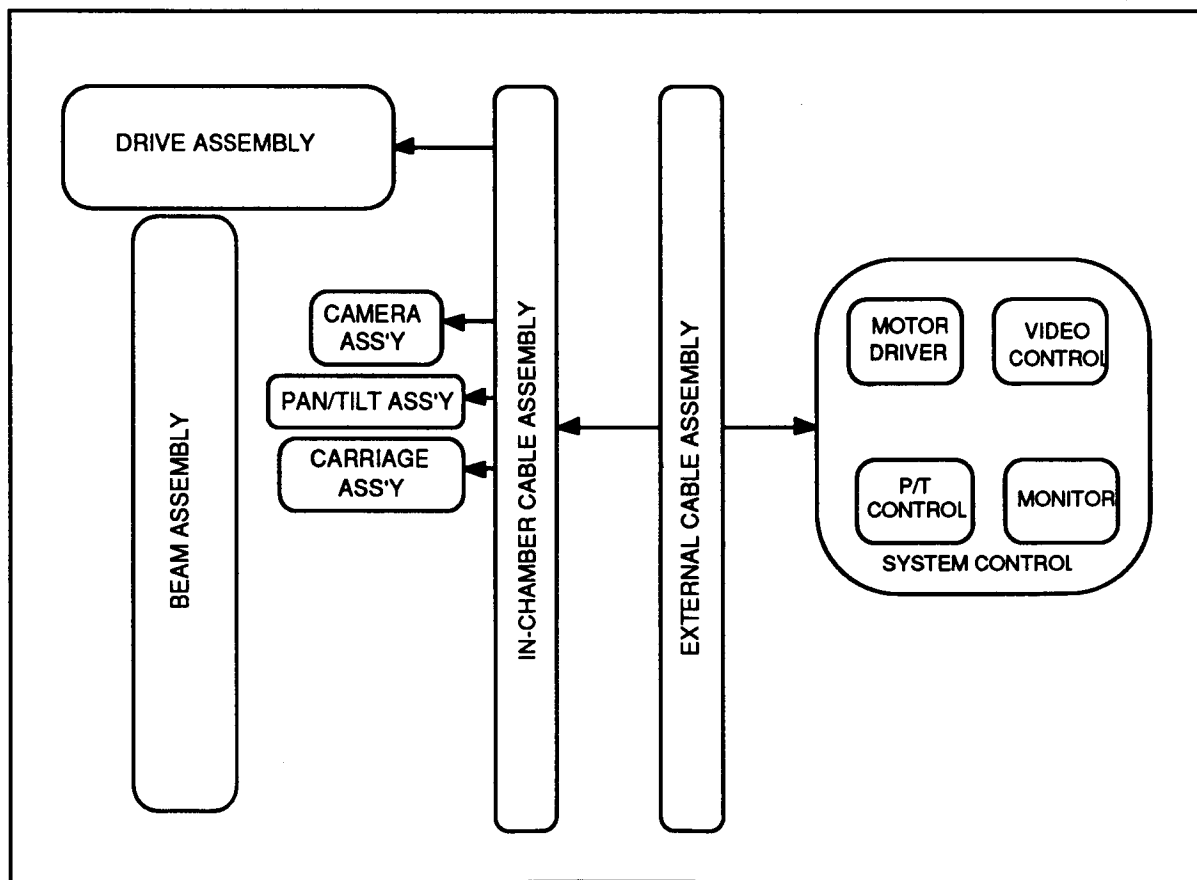 DRIVE ASSEMBLY
BEAM ASSEMBLY
CAMERA
ASS'Y
PAN/TILT ASS'Y
CARRIAGE
ASS'Y
IN-CHAMBER CABLE ASSEMBLY
EXTERNAL CABLE ASSEMBLY
MOTOR
DRIVER
VIDEO
CONTROL
P/T
CONTROL
MONITOR
SYSTEM CONTROL